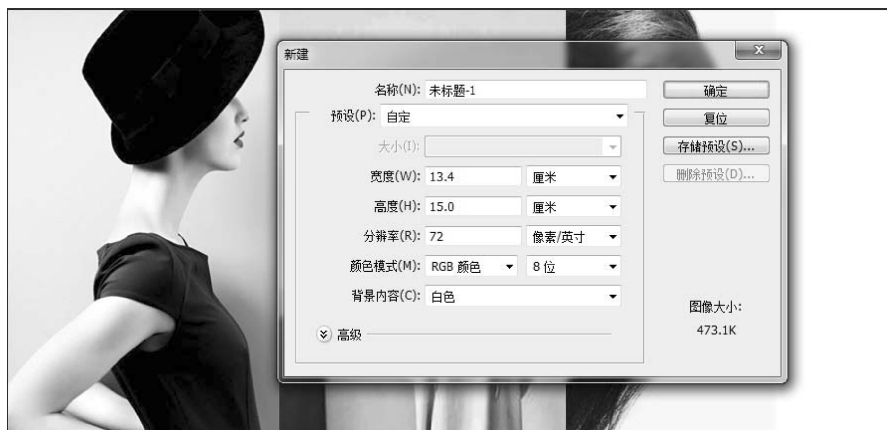 新建
名称(N): 未标题-1
确定
预设(P): 自定
复位
大小(I):
存储预设(S)...
宽度(W): 13.4 厘米
删除预设(D)...
高度(H): 15.0 厘米
分辨率(R): 72 像素/英寸
颜色模式(M): RGB 颜色 8 位
背景内容(C): 白色
图像大小:
高级
473.1K